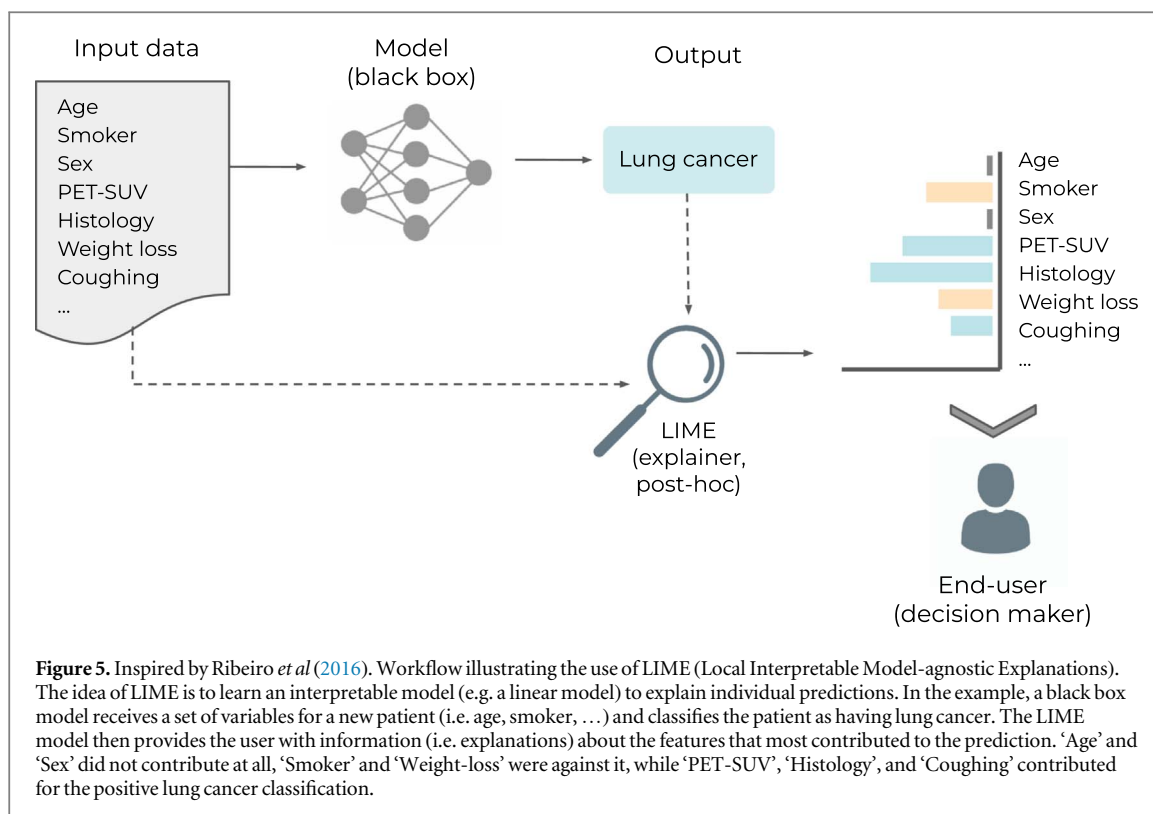 Input data
Model
(black box)
Output
Age
Smoker
Sex
PET-SUV
Histology
Weight loss
Coughing
...
Lung cancer
Age
Smoker
Sex
PET-SUV
Histology
Weight loss
Coughing
...
LIME
(explainer,
post-hoc)
End-user
(decision maker)
Figure 5. Inspired by Ribeiro et al (2016). Workflow illustrating the use of LIME (Local Interpretable Model-agnostic Explanations).
The idea of LIME is to learn an interpretable model (e.g. a linear model) to explain individual predictions. In the example, a black box
model receives a set of variables for a new patient (i.e. age, smoker, …) and classifies the patient as having lung cancer. The LIME
model then provides the user with information (i.e. explanations) about the features that most contributed to the prediction. ‘Age’ and
‘Sex’ did not contribute at all, ‘Smoker’ and ‘Weight-loss’ were against it, while ‘PET-SUV’, ‘Histology’, and ‘Coughing’ contributed
for the positive lung cancer classification.